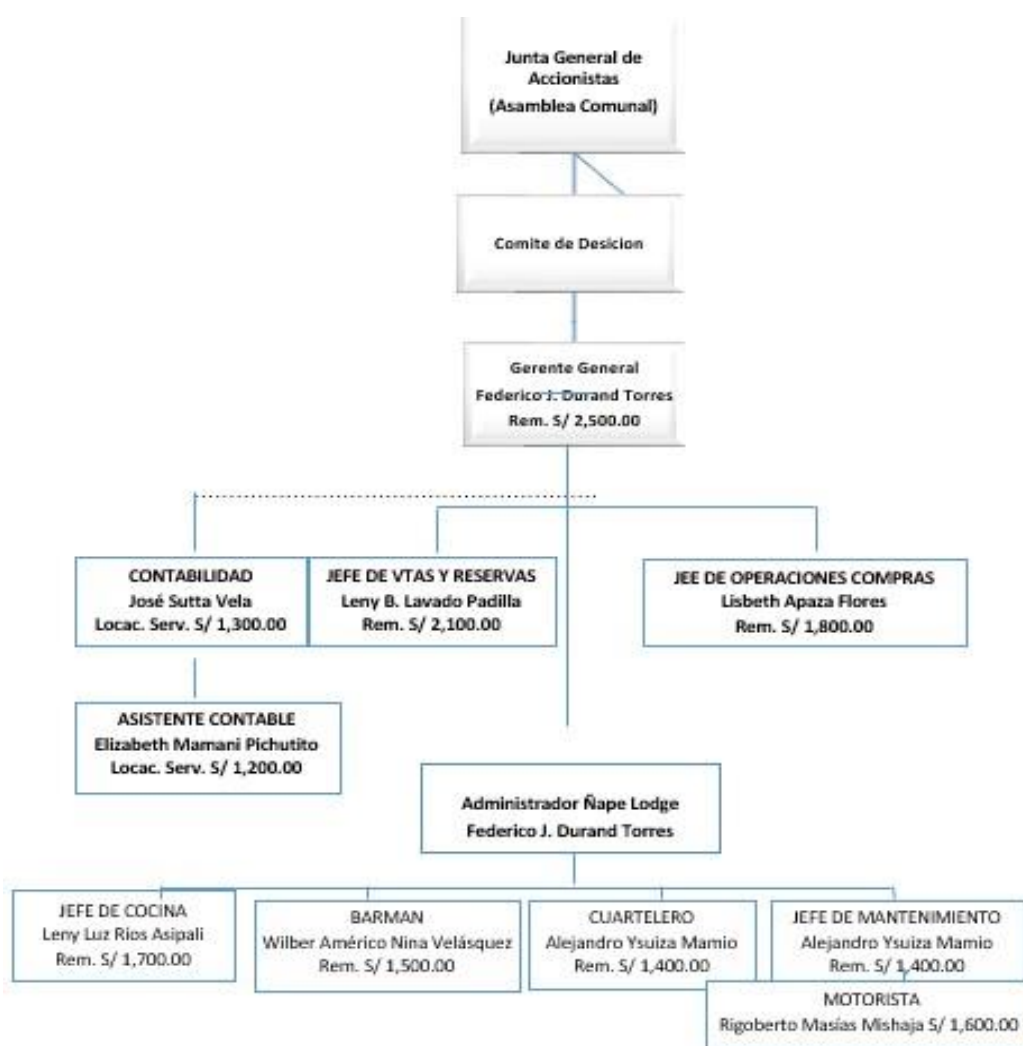 Junta General de
Accionistas
(Asamblea Comunal)
Comite de Desicion
Gerente General
Federico J. Durand Torres
Rem. S/ 2,500.00
CONTABILIDAD
José Sutta Vela
Locac. Serv. S/ 1,300.00
JEFE DE VTAS Y RESERVAS
Leny B. Lavado Padilla
Rem. S/ 2,100.00
JEE DE OPERACIONES COMPRAS
Lisbeth Apaza Flores
Rem. S/ 1,800.00
ASISTENTE CONTABLE
Elizabeth Mamani Pichutito
Locac. Serv. S/ 1,200.00
Administrador Ñape Lodge
Federico J. Durand Torres
JEFE DE COCINA
Leny Luz Rios Asipali
Rem. S/ 1,700.00
BARMAN
Wilber Américo Nina Velásquez
Rem. S/ 1,500.00
CUARTELERO
Alejandro Ysuiza Mamio
Rem. S/ 1,400.00
JEFE DE MANTENIMIENTO
Alejandro Ysuiza Mamio
Rem. S/ 1,400.00
MOTORISTA
Rigoberto Masías Mishaja S/ 1,600.00